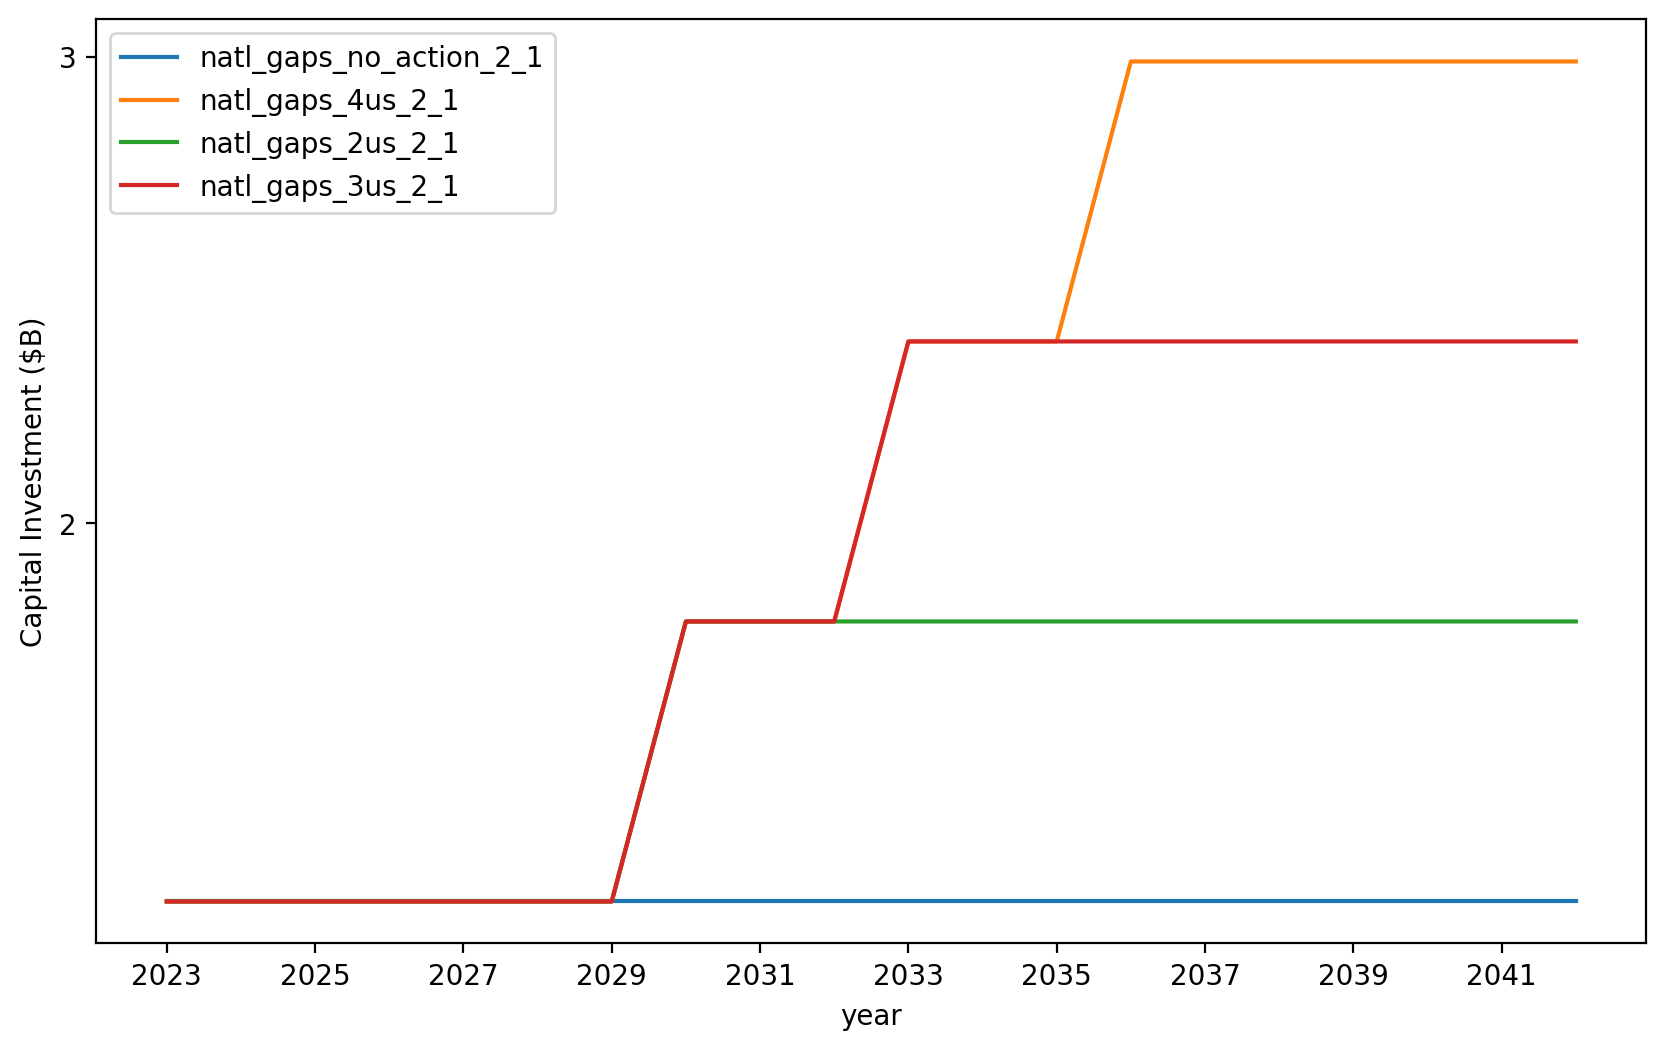 natl_gaps_no_action_2_1
natl_gaps_4us_2_1
natl_gaps_2us_2_1
natl_gaps_3us_2_1
3
2
Capital Investment ($B)
2023 2025 2027 2029 2031 2033 2035 2037 2039 2041
year